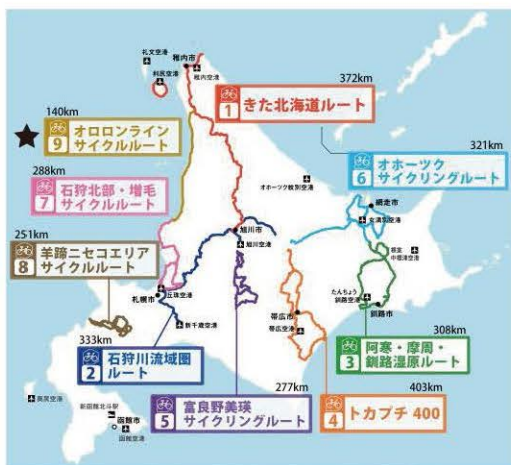 礼文空港
稚内市
稚内空港
利尻空港
372km
1 きた北海道ルート
140km
9 オロロンライン
サイクルルート
321km
6 オホーツク
サイクリングルート
288km
7 石狩北部・増毛
サイクルルート
オホーツク紋別空港
網走市
女満別空港
旭川市
旭川空港
251km
8 羊蹄ニセコエリア
サイクルルート
根室
中標津空港
丘珠空港
札幌市
たんちょう
釧路空港
釧路市
新千歳空港
帯広市
帯広空港
333km
2 石狩川流域圏
ルート
308km
3 阿寒・摩周・
釧路湿原ルート
277km
5 富良野美瑛
サイクリングルート
403km
4 トカプチ 400
奥尻空港
新函館北斗駅
函館市
函館空港